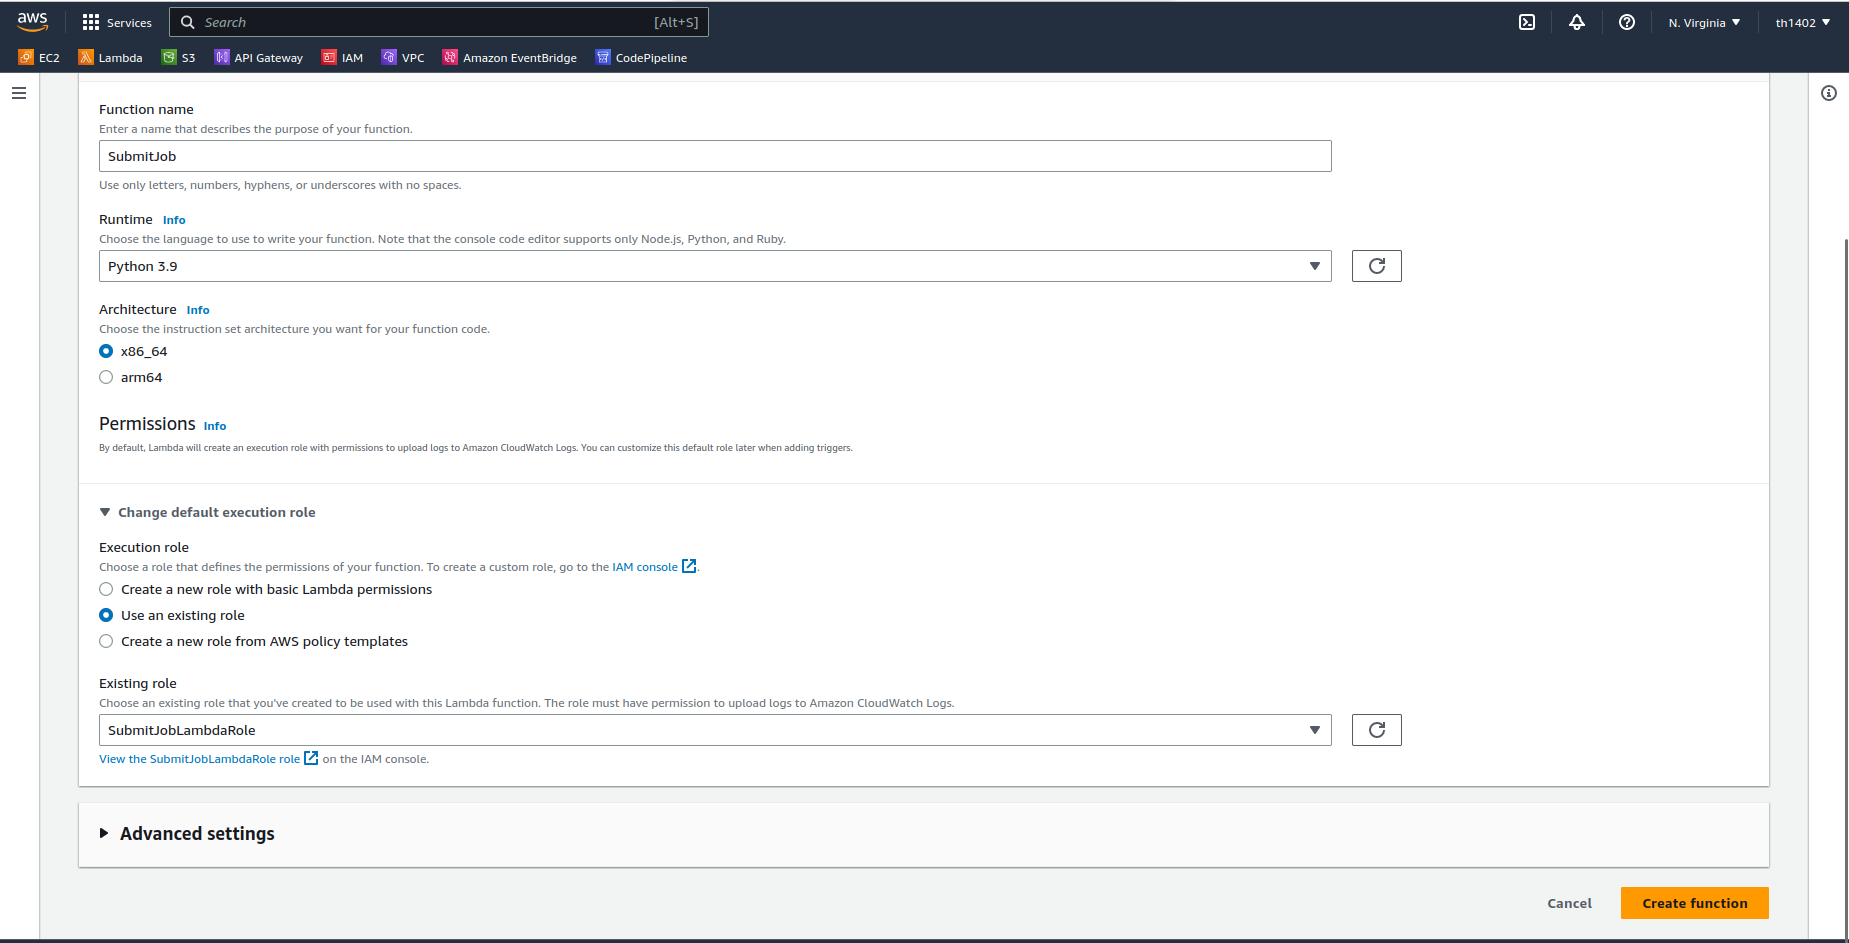 aws
Services
Search [Alt+S]
N. Virginia
th1402
EC2 Lambda S3 API Gateway IAM VPC Amazon EventBridge CodePipeline
Function name
Enter a name that describes the purpose of your function.
SubmitJob
Use only letters, numbers, hyphens, or underscores with no spaces.
Runtime Info
Choose the language to use to write your function. Note that the console code editor supports only Node.js, Python, and Ruby.
Python 3.9
Architecture Info
Choose the instruction set architecture you want for your function code.
x86_64
arm64
Permissions Info
By default, Lambda will create an execution role with permissions to upload logs to Amazon CloudWatch Logs. You can customize this default role later when adding triggers.
Change default execution role
Execution role
Choose a role that defines the permissions of your function. To create a custom role, go to the IAM console.
Create a new role with basic Lambda permissions
Use an existing role
Create a new role from AWS policy templates
Existing role
Choose an existing role that you've created to be used with this Lambda function. The role must have permission to upload logs to Amazon CloudWatch Logs.
SubmitJobLambdaRole
View the SubmitJobLambdaRole role on the IAM console.
Advanced settings
Cancel
Create function